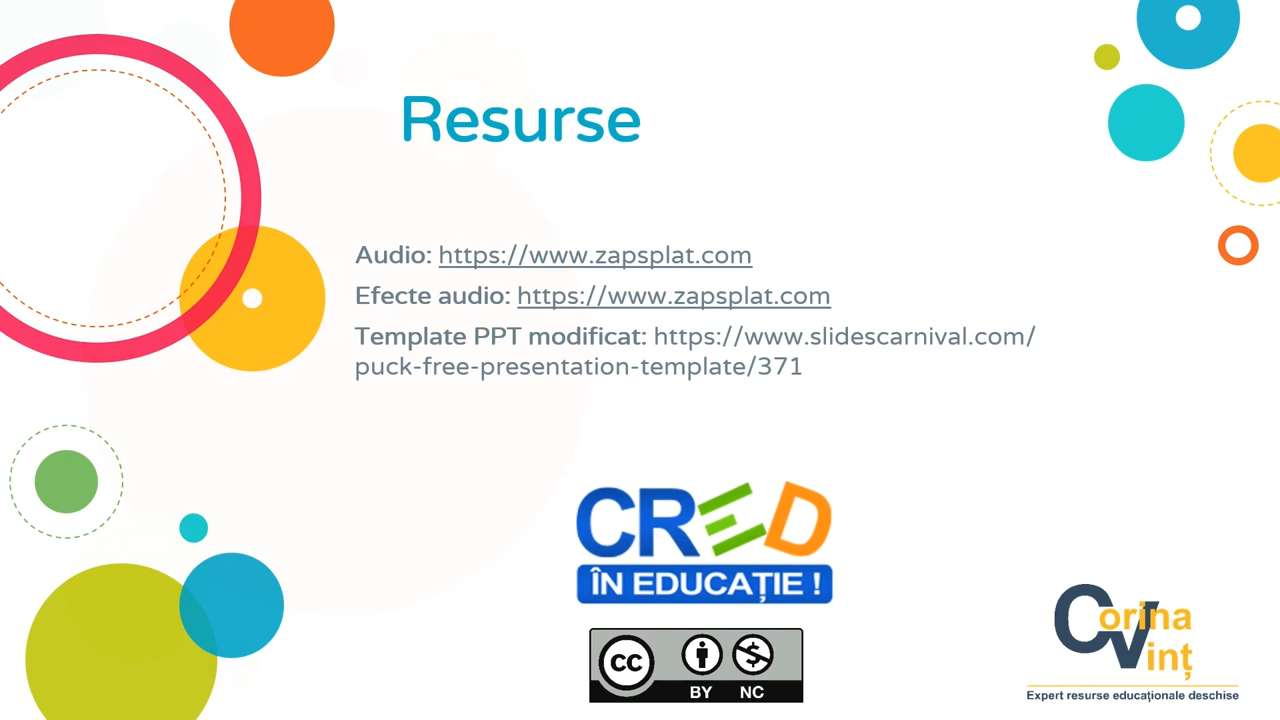 Resurse
Audio: https://www.zapsplat.com
Efecte audio: https://www.zapsplat.com
Template PPT modificat: https://www.slidescarnival.com/
puck-free-presentation-template/371
CRED
ÎN EDUCAȚIE !
CC BY NC
Corina
Vinț
Expert resurse educaționale deschise